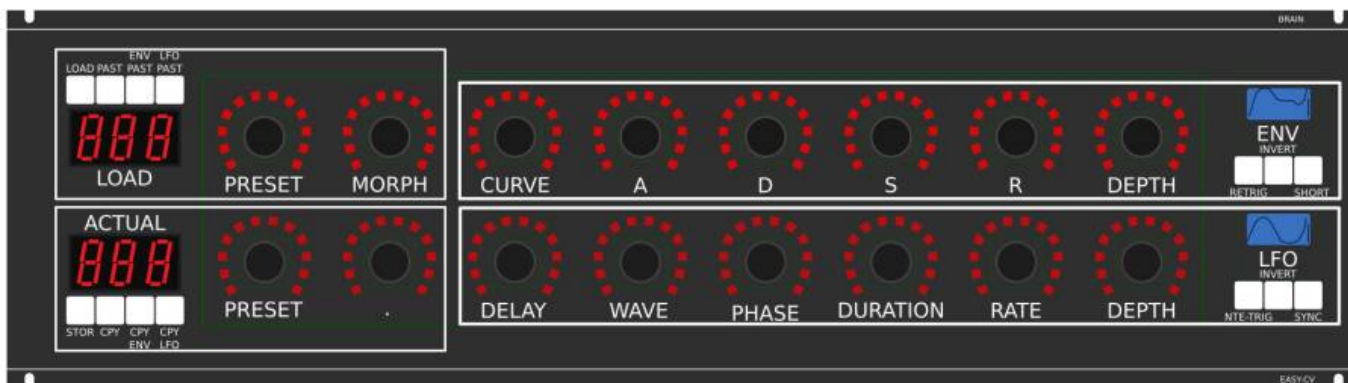 BRAIN
ENV LFO
LOAD PAST PAST PAST
888
LOAD
PRESET MORPH CURVE A D S R DEPTH
ENV
INVERT
RETRIG SHORT
ACTUAL
888
STOR CPY CPY CPY
ENV LFO
PRESET . DELAY WAVE PHASE DURATION RATE DEPTH
LFO
INVERT
NTE-TRIG SYNC
EASY-CV